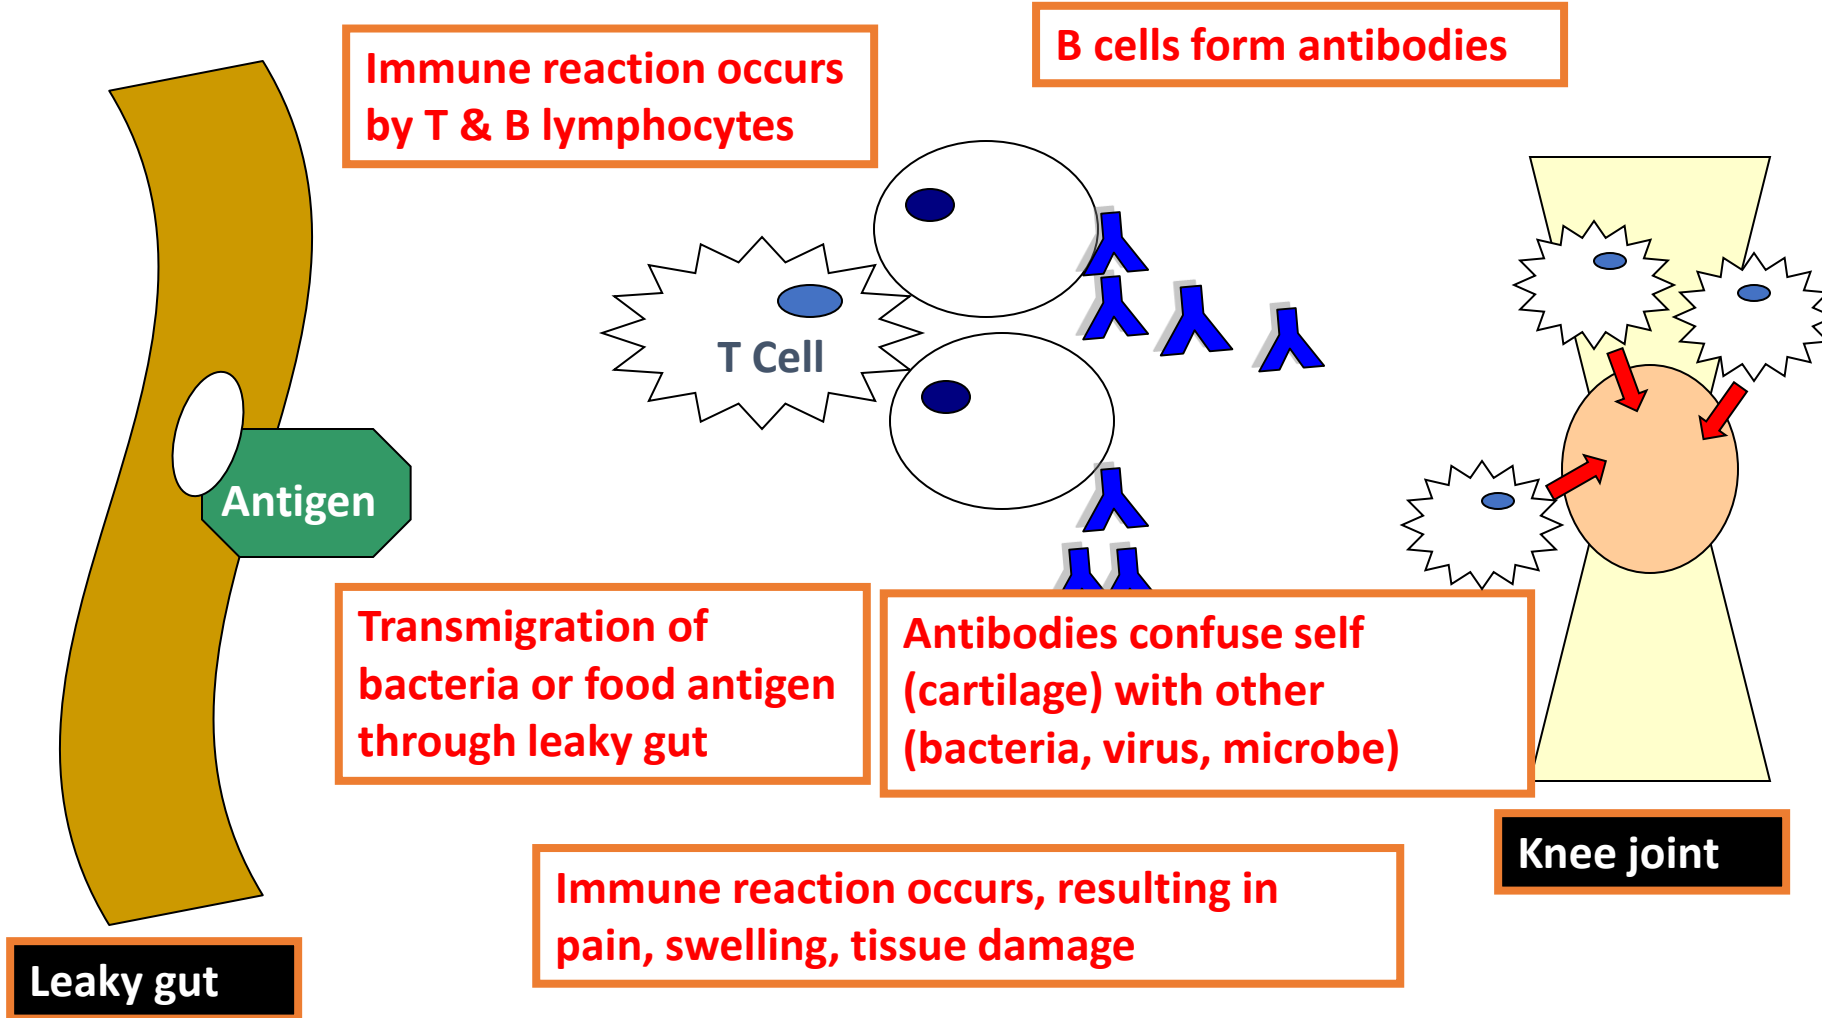 Immune reaction occurs
by T & B lymphocytes
B cells form antibodies
T Cell
Antigen
Transmigration of
bacteria or food antigen
through leaky gut
Antibodies confuse self
(cartilage) with other
(bacteria, virus, microbe)
Knee joint
Immune reaction occurs, resulting in
pain, swelling, tissue damage
Leaky gut